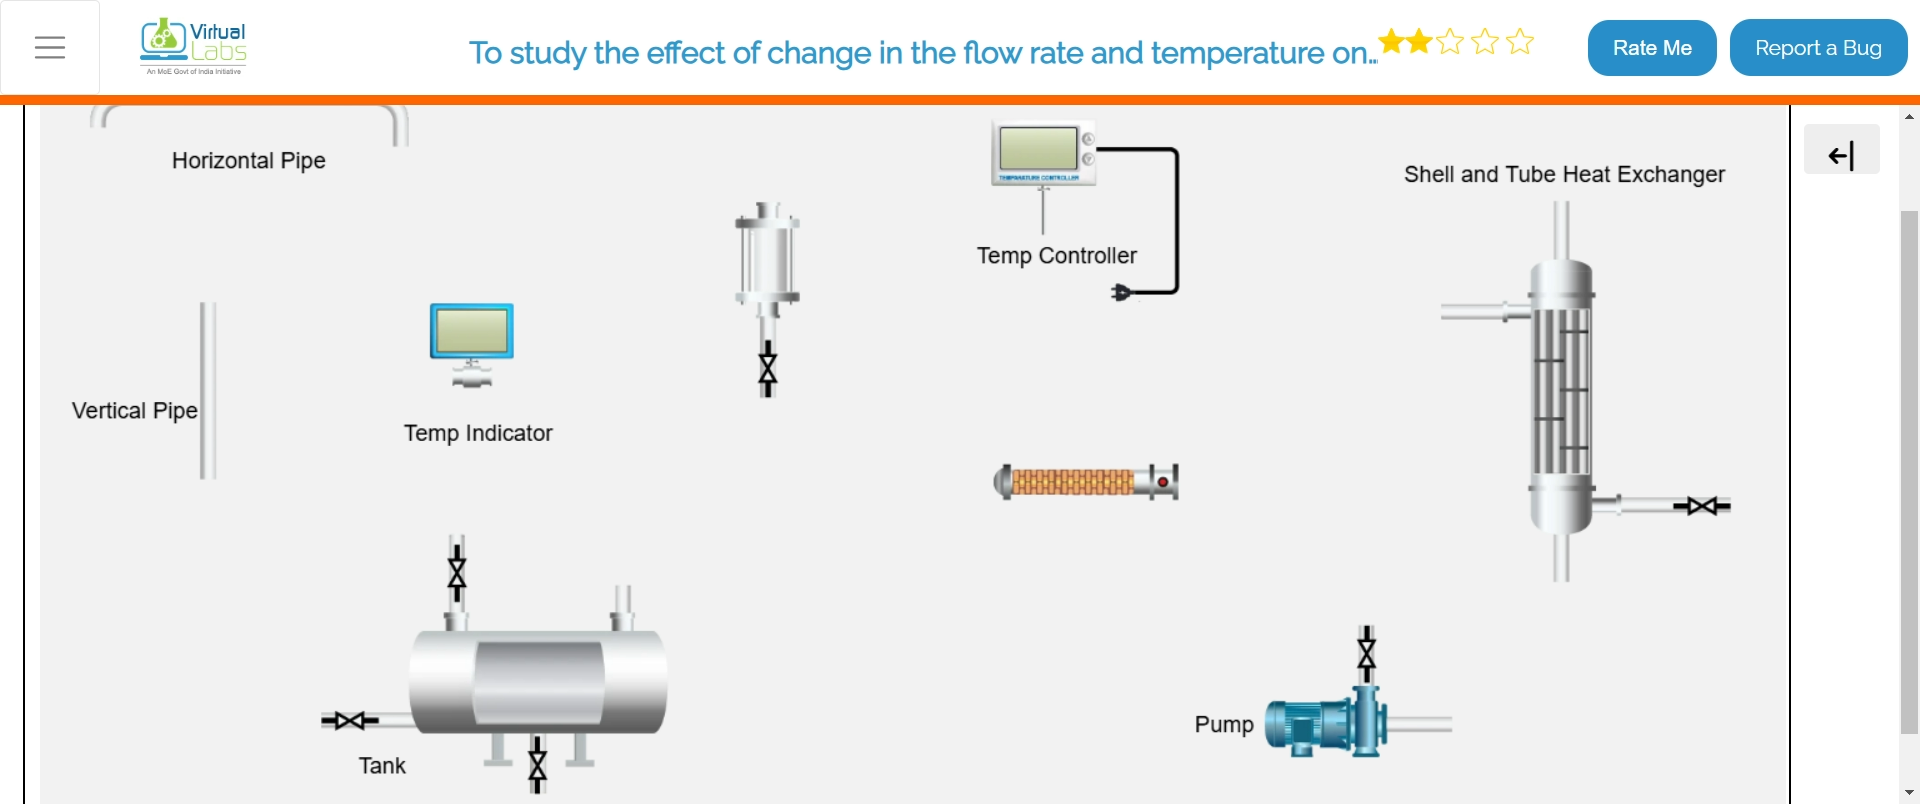 Virtual
Labs
An MoE Govt of India Initiative
To study the effect of change in the flow rate and temperature on...
Rate Me
Report a Bug
Horizontal Pipe
TEMPARATURE CONTROLLER
Shell and Tube Heat Exchanger
Temp Controller
Vertical Pipe
Temp Indicator
Pump
Tank